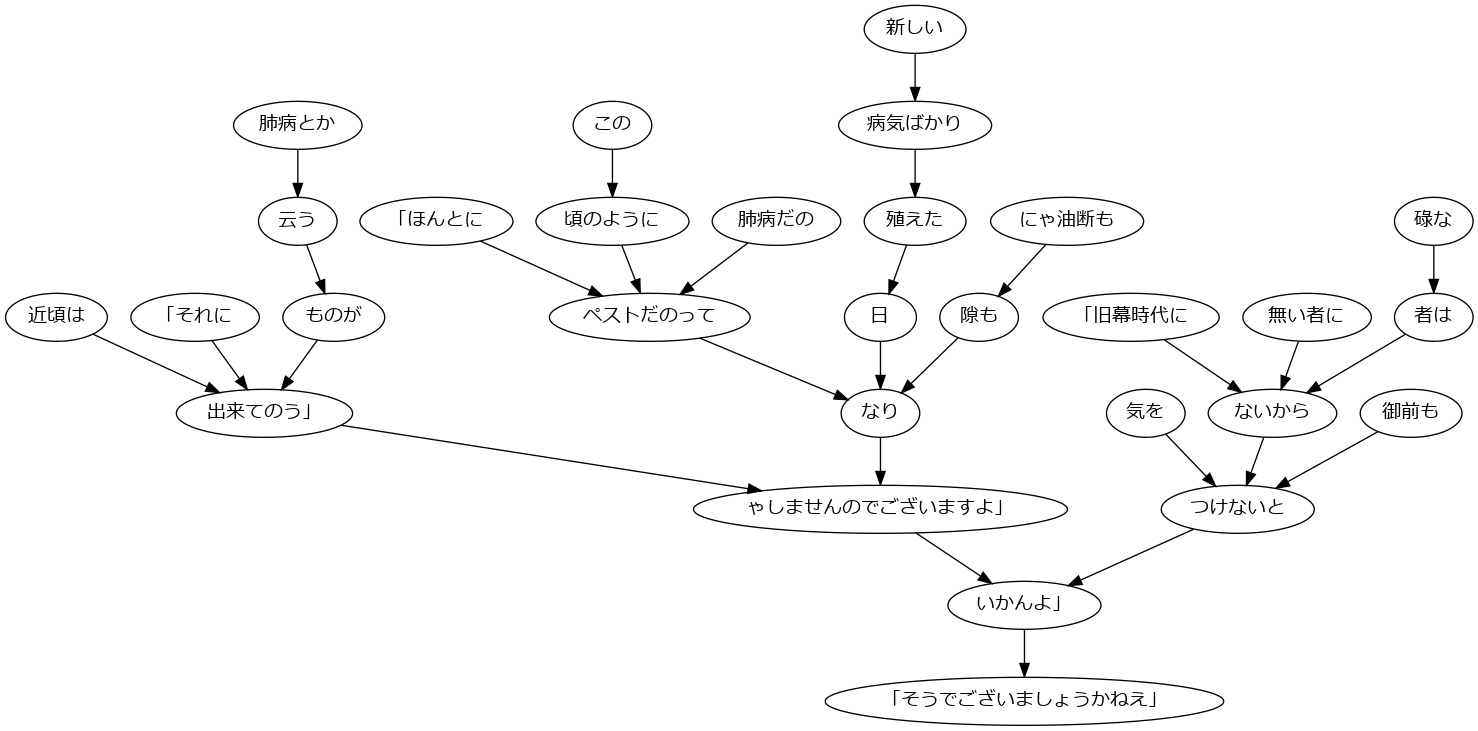 新しい
肺病とか
この
病気ばかり
云う
「ほんとに
頃のように
肺病だの
殖えた
にゃ油断も
碌な
近頃は
「それに
ものが
ペストだのって
日
隙も
「旧幕時代に
無い者に
者は
出来てのう」
なり
気を
ないから
御前も
ゃしませんのでございますよ」
つけないと
いかんよ」
「そうでございましょうかねえ」